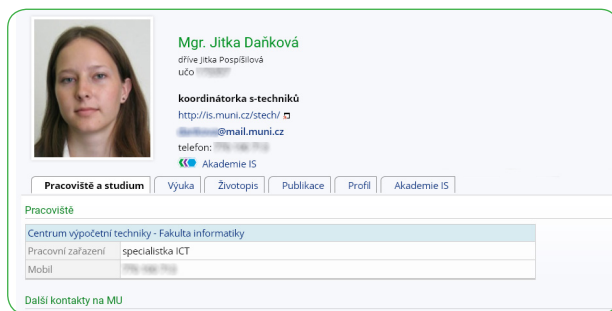 Mgr. Jitka Daňková
dříve Jitka Pospíšilová
učo
koordinátorka s-techniků
http://is.muni.cz/stech/
@mail.muni.cz
telefon:
Akademie IS
Pracoviště a studium Výuka Životopis Publikace Profil Akademie IS
Pracoviště
Centrum výpočetní techniky - Fakulta informatiky
Pracovní zařazení specialistka ICT
Mobil
Další kontakty na MU